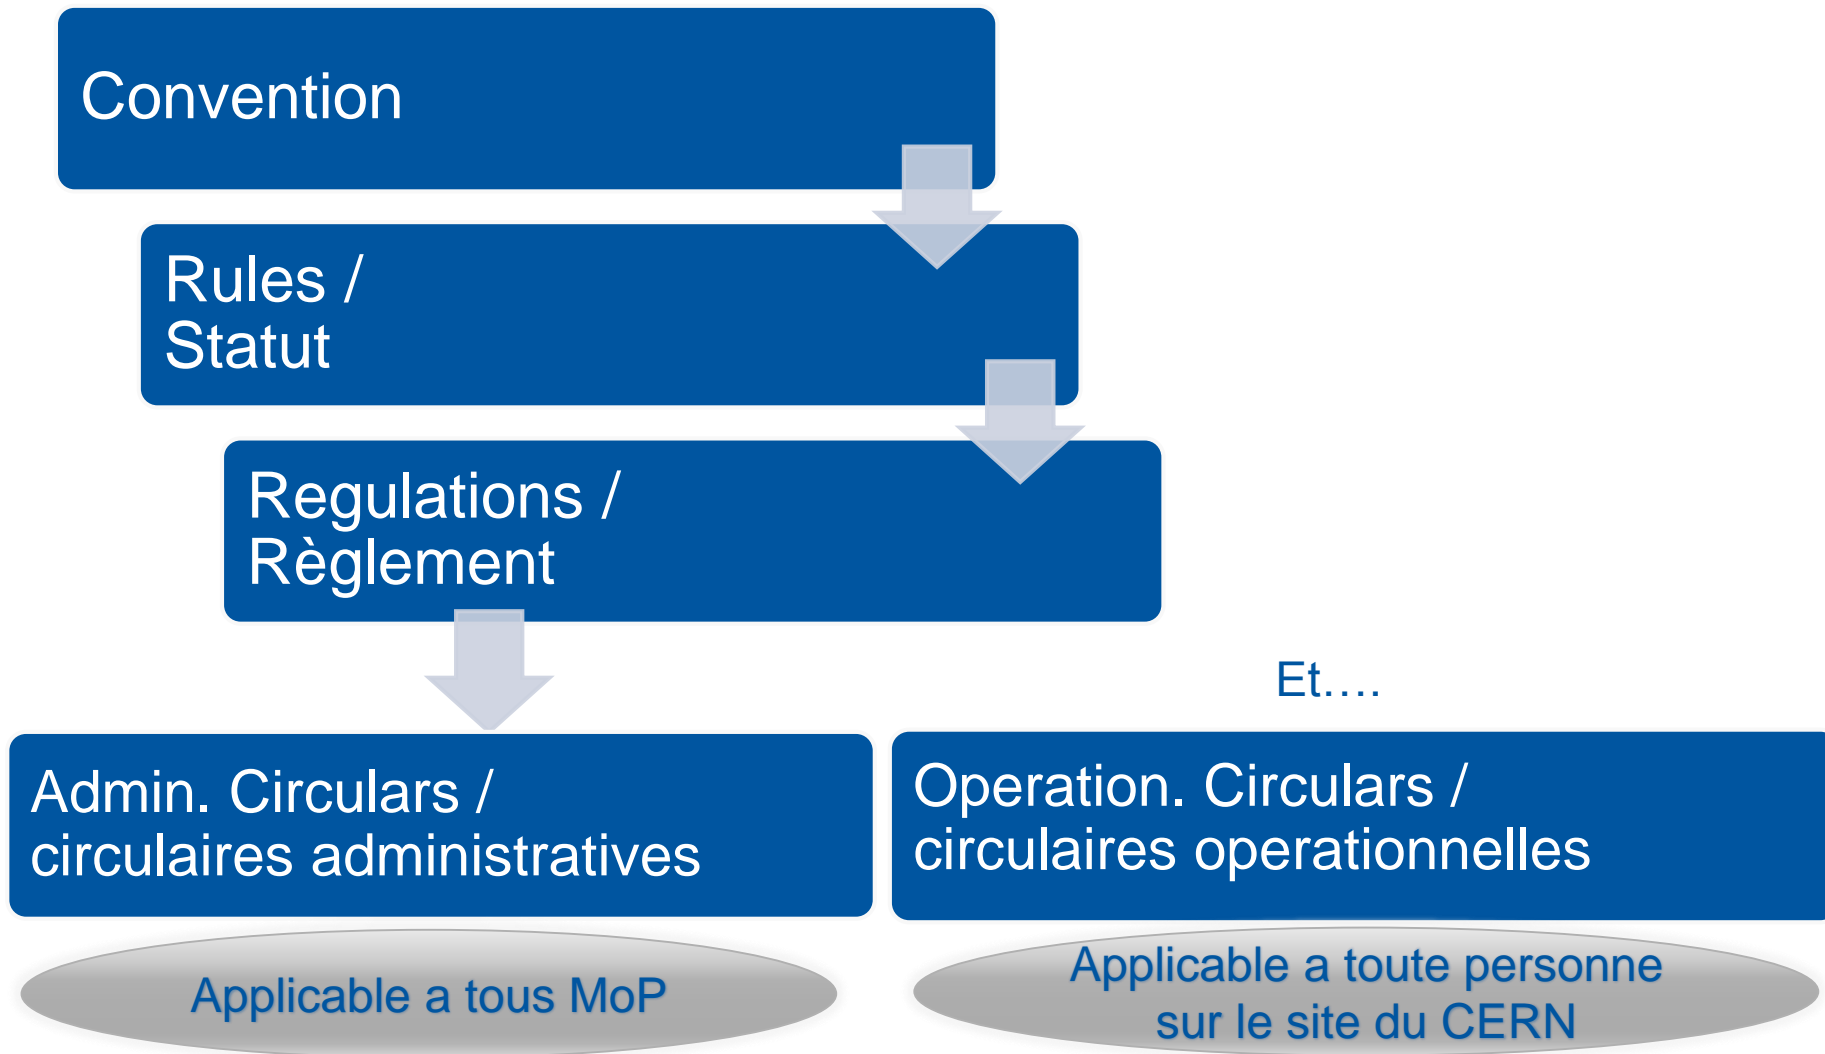 Convention
Rules /
Statut
Regulations /
Règlement
Et….
Admin. Circulars /
circulaires administratives
Operation. Circulars /
circulaires operationnelles
Applicable a tous MoP
Applicable a toute personne
sur le site du CERN